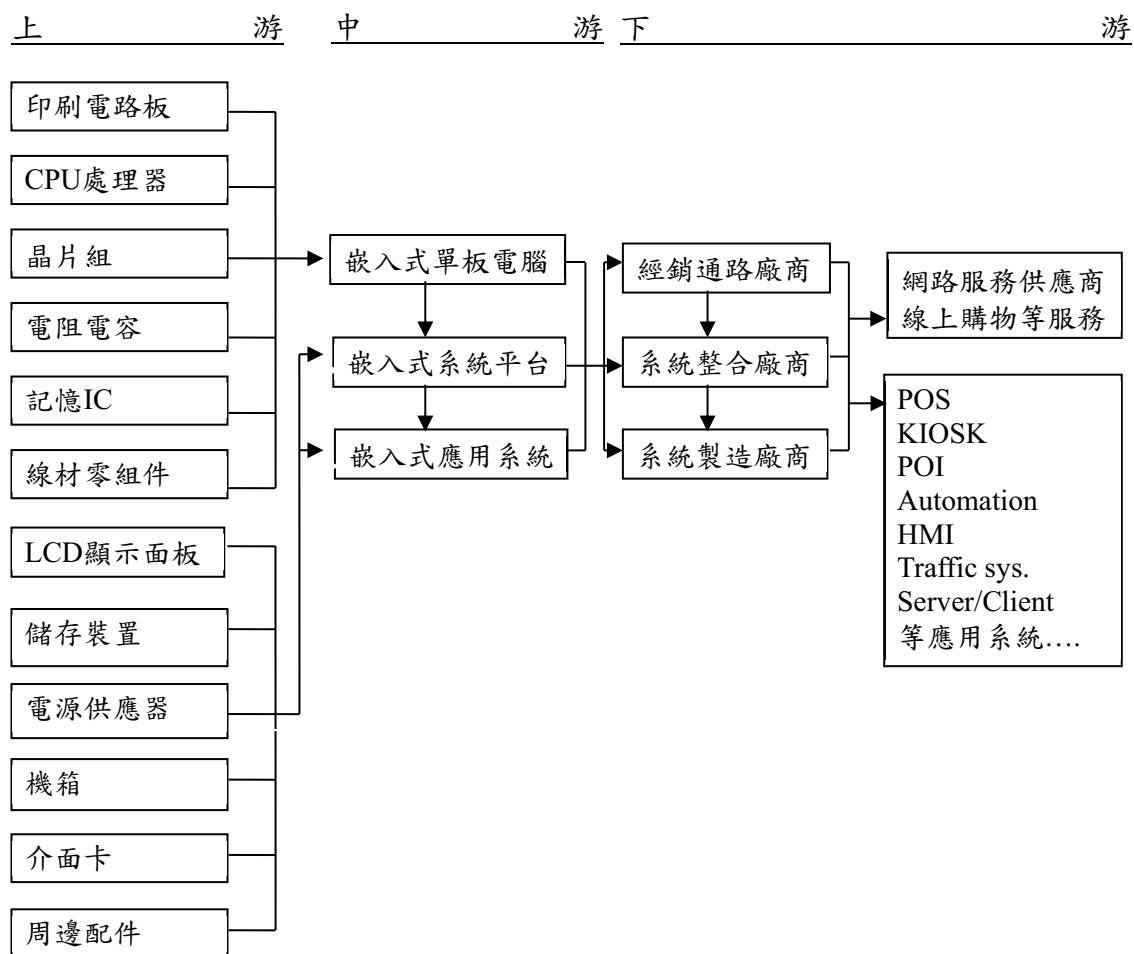 上游
中游
下游
印刷電路板
CPU處理器
晶片組
電阻電容
記憶IC
線材零組件
LCD顯示面板
儲存裝置
電源供應器
機箱
介面卡
周邊配件
嵌入式單板電腦
嵌入式系統平台
嵌入式應用系統
經銷通路廠商
系統整合廠商
系統製造廠商
網路服務供應商
線上購物等服務
POS
KIOSK
POI
Automation
HMI
Traffic sys.
Server/Client
等應用系統....